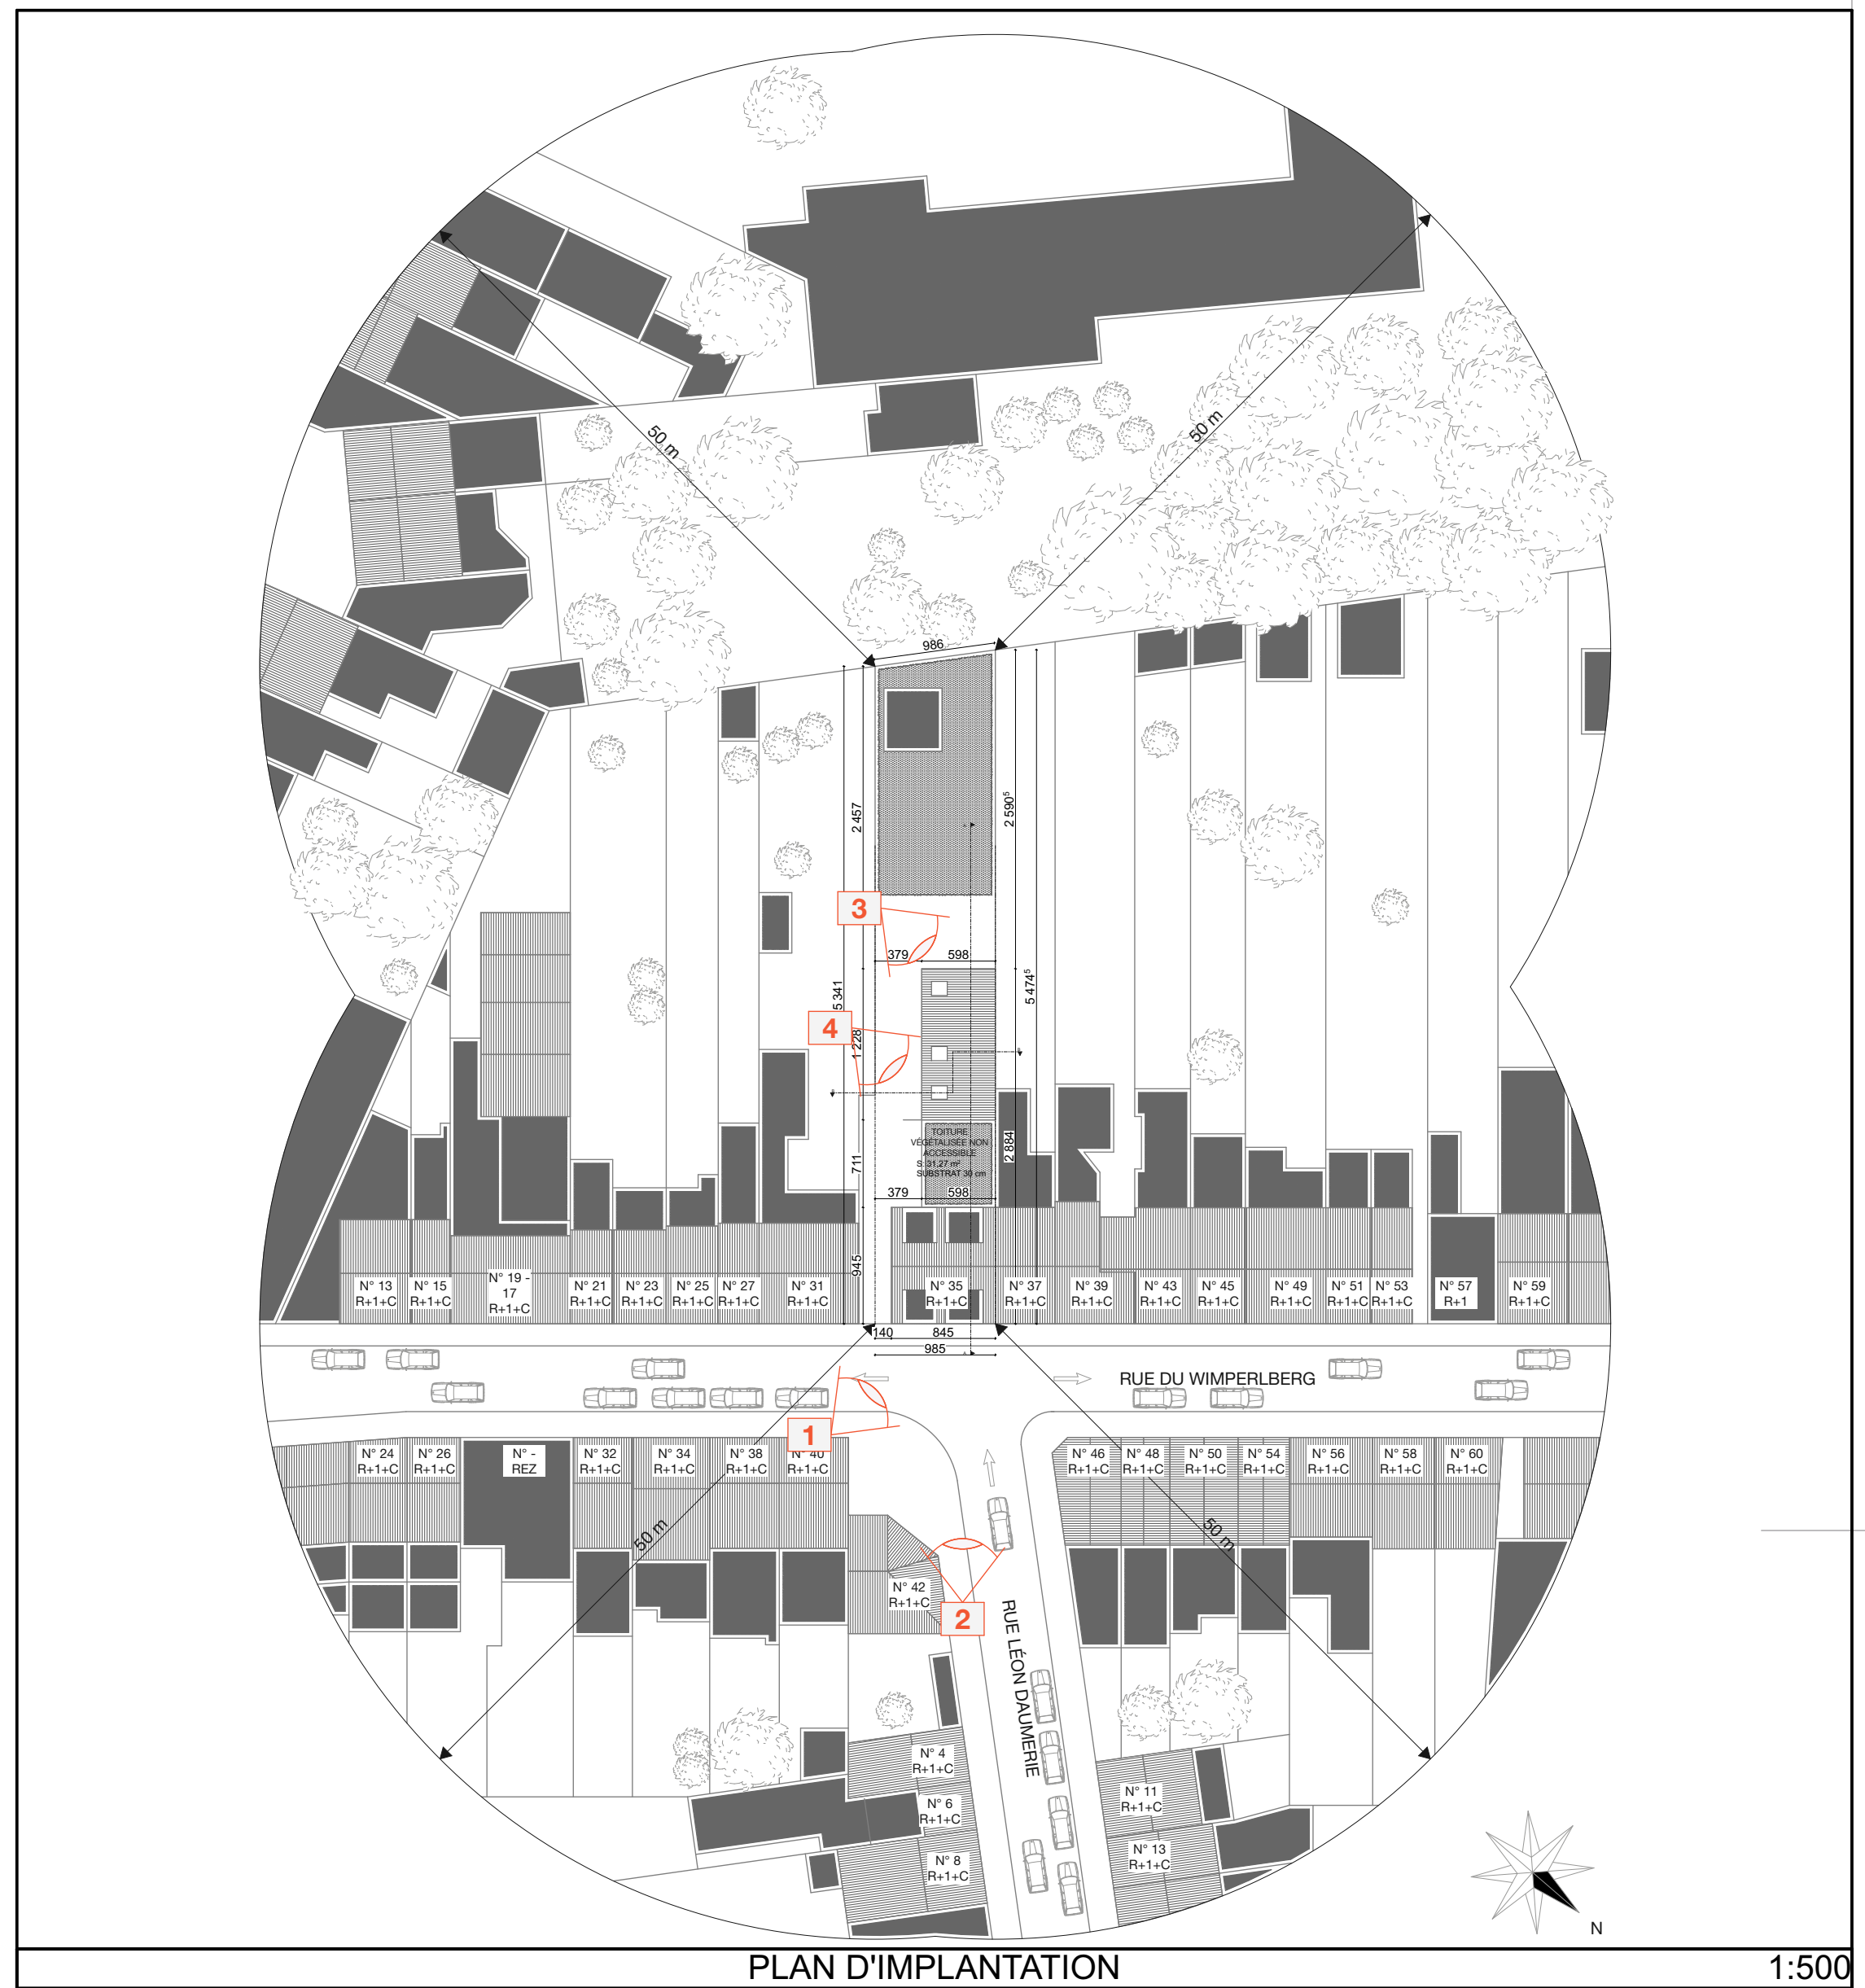 50 m
50 m
986
2 457
2 590⁵
3
379
598
5 341
5 474⁵
4
1 228
TOITURE
VÉGÉTALISÉE NON
ACCESSIBLE
S: 31,27 m²
SUBSTRAT 30 cm
711
2 884
379
598
945
N° 13
R+1+C
N° 15
R+1+C
N° 19 -
17
R+1+C
N° 21
R+1+C
N° 23
R+1+C
N° 25
R+1+C
N° 27
R+1+C
N° 31
R+1+C
N° 35
R+1+C
N° 37
R+1+C
N° 39
R+1+C
N° 43
R+1+C
N° 45
R+1+C
N° 49
R+1+C
N° 51
R+1+C
N° 53
R+1+C
N° 57
R+1
N° 59
R+1+C
140
845
985
RUE DU WIMPERLBERG
1
N° 24
R+1+C
N° 26
R+1+C
N° -
REZ
N° 32
R+1+C
N° 34
R+1+C
N° 38
R+1+C
N° 40
R+1+C
N° 46
R+1+C
N° 48
R+1+C
N° 50
R+1+C
N° 54
R+1+C
N° 56
R+1+C
N° 58
R+1+C
N° 60
R+1+C
50 m
50 m
N° 42
R+1+C
2
RUE LÉON DAUMERIE
N° 4
R+1+C
N° 6
R+1+C
N° 8
R+1+C
N° 11
R+1+C
N° 13
R+1+C
N
PLAN D'IMPLANTATION
1:500